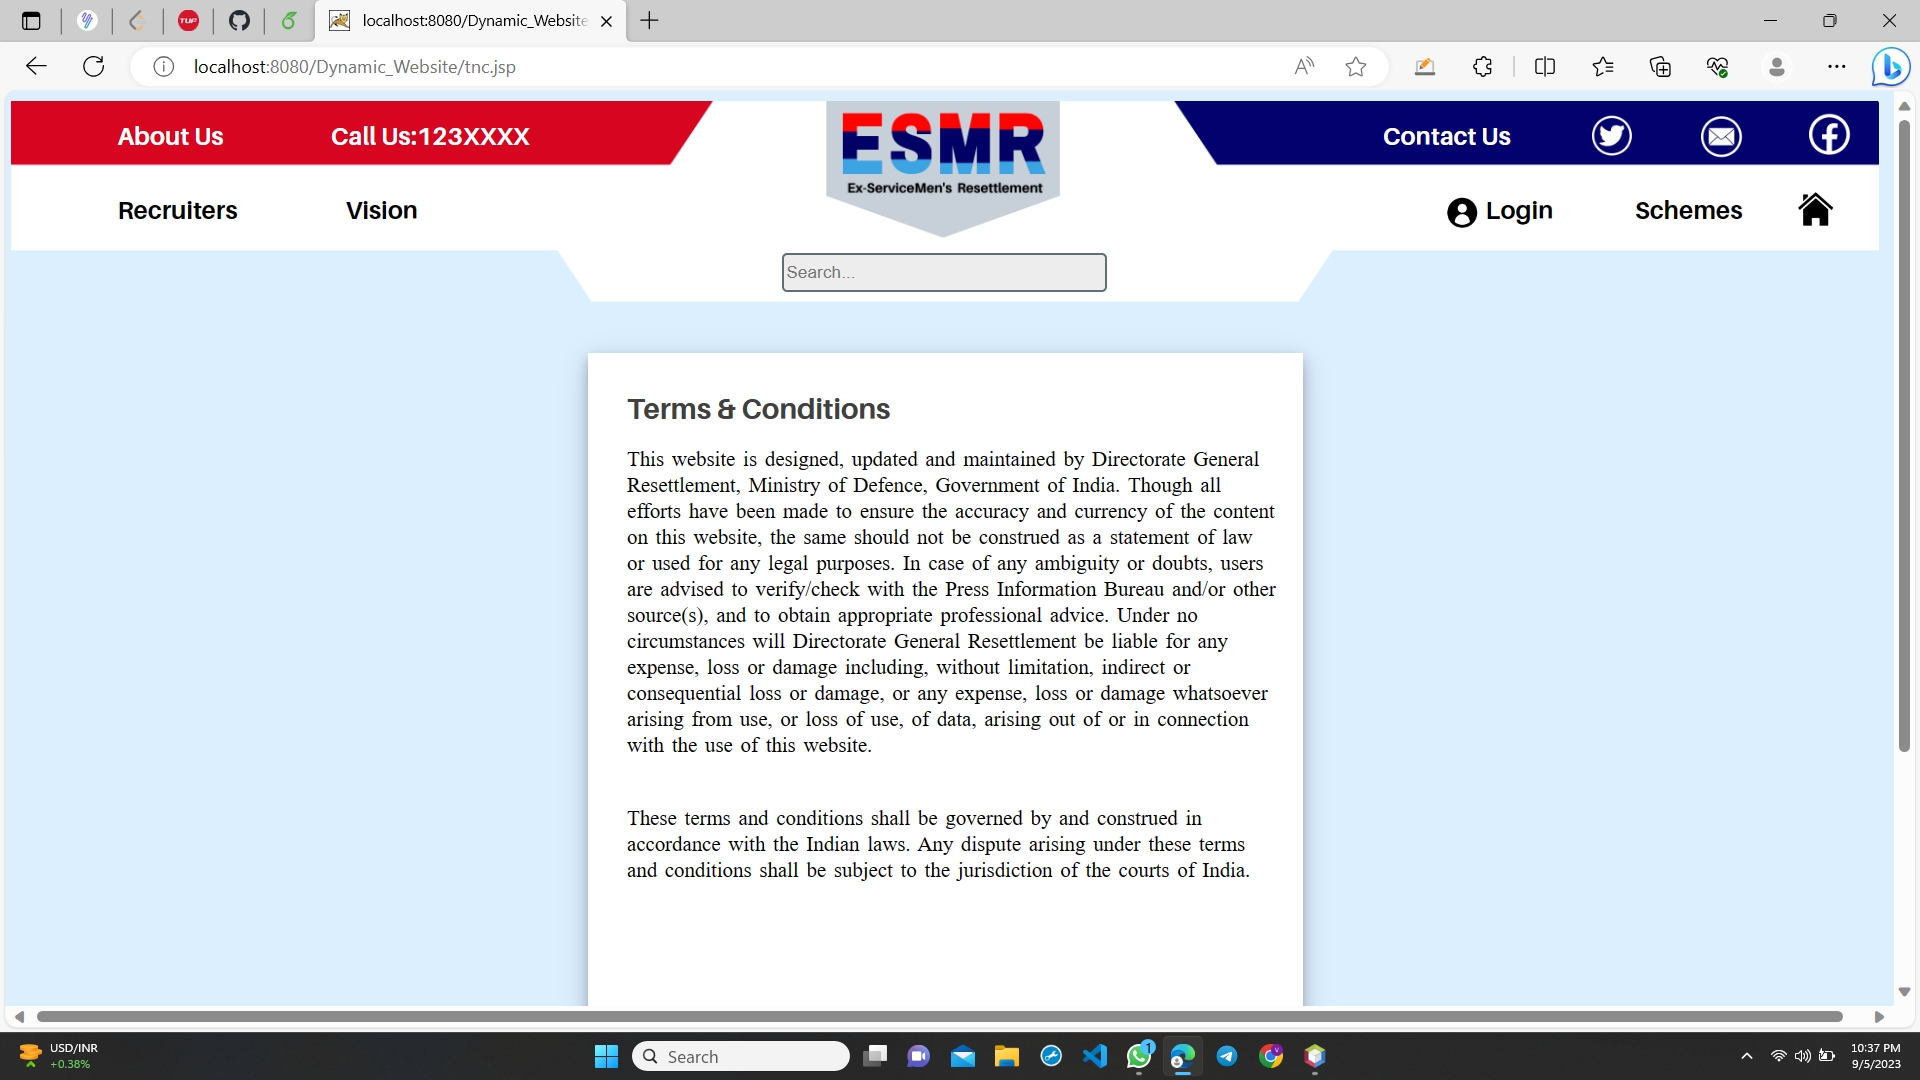 localhost:8080/Dynamic_Website
localhost:8080/Dynamic_Website/tnc.jsp
About Us
Call Us:123XXXX
ESMR
Ex-ServiceMen's Resettlement
Contact Us
Recruiters
Vision
Login
Schemes
Search...
Terms & Conditions
This website is designed, updated and maintained by Directorate General
Resettlement, Ministry of Defence, Government of India. Though all
efforts have been made to ensure the accuracy and currency of the content
on this website, the same should not be construed as a statement of law
or used for any legal purposes. In case of any ambiguity or doubts, users
are advised to verify/check with the Press Information Bureau and/or other
source(s), and to obtain appropriate professional advice. Under no
circumstances will Directorate General Resettlement be liable for any
expense, loss or damage including, without limitation, indirect or
consequential loss or damage, or any expense, loss or damage whatsoever
arising from use, or loss of use, of data, arising out of or in connection
with the use of this website.
These terms and conditions shall be governed by and construed in
accordance with the Indian laws. Any dispute arising under these terms
and conditions shall be subject to the jurisdiction of the courts of India.
USD/INR
+0.38%
Search
1
10:37 PM
9/5/2023